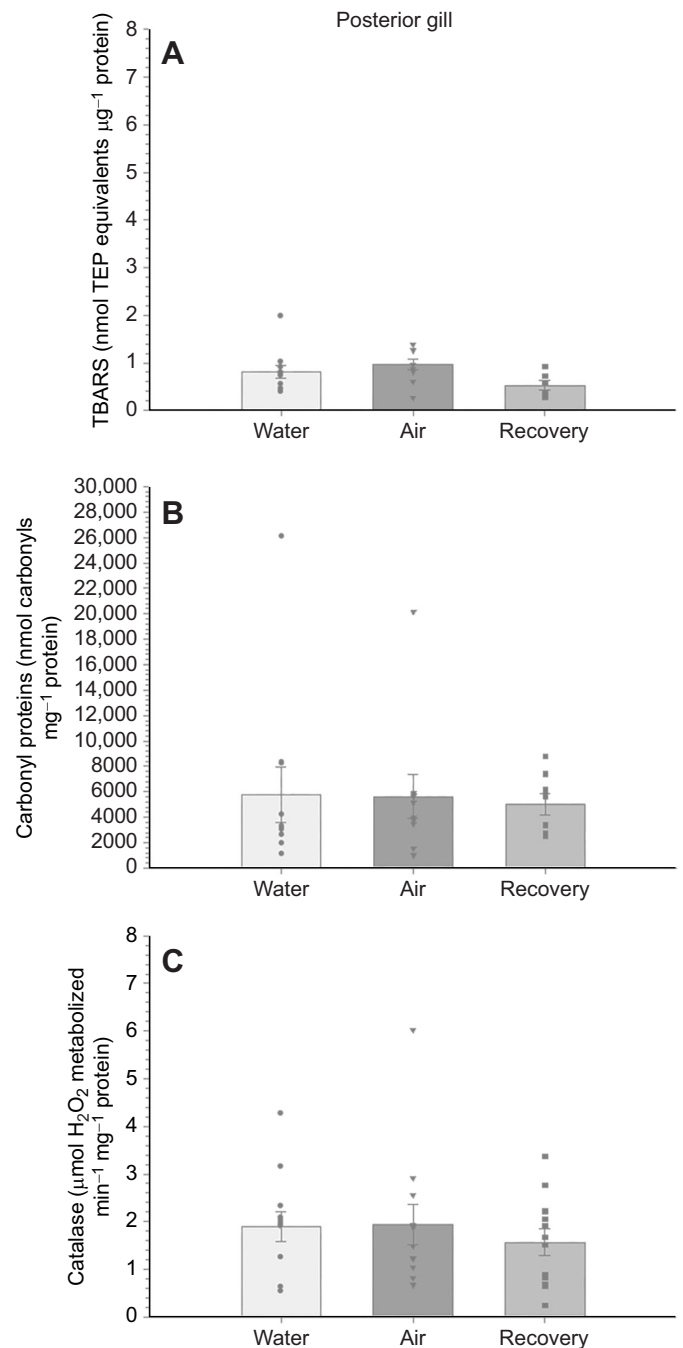 Posterior gill
A
TBARS (nmol TEP equivalents µg⁻¹ protein)
8
7
6
5
4
3
2
1
0
Water Air Recovery
B
Carbonyl proteins (nmol carbonyls
mg⁻¹ protein)
30,000
28,000
26,000
24,000
22,000
20,000
18,000
16,000
14,000
12,000
10,000
8000
6000
4000
2000
0
Water Air Recovery
C
Catalase (µmol H₂O₂ metabolized
min⁻¹ mg⁻¹ protein)
8
7
6
5
4
3
2
1
0
Water Air Recovery